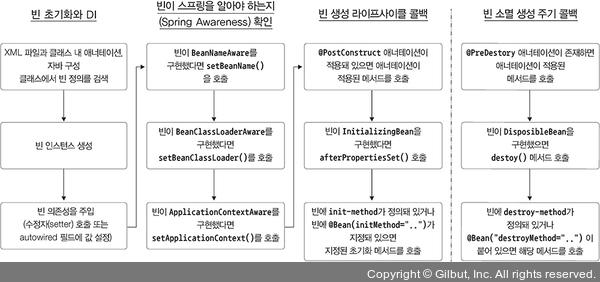 빈 초기화와 DI
XML 파일과 클래스 내 애너테이션,
자바 구성
클래스에서 빈 정의를 검색
빈 인스턴스 생성
빈 의존성을 주입
(수정자(setter) 호출 또는
autowired 필드에 값 설정)
빈이 스프링을 알아야 하는지
(Spring Awareness) 확인
빈이 BeanNameAware를
구현했다면 setBeanName()
을 호출
빈이 BeanClassLoaderAware를
구현했다면
setBeanClassLoader()를 호출
빈이 ApplicationContextAware를
구현했다면
setApplicationContext()를 호출
빈 생성 라이프사이클 콜백
@PostConstruct 애너테이션이
적용돼 있으면 애너테이션이
적용된 메서드를 호출
빈이 InitializingBean을
구현했다면
afterPropertiesSet() 호출
빈에 init-method가 정의돼 있거나
빈에 @Bean(initMethod="..")가
지정돼 있으면
지정된 초기화 메서드를 호출
빈 소멸 생성 주기 콜백
@PreDestory 애너테이션이 존재하면
애너테이션이 적용된
메서드를 호출
빈이 DisposibleBean을
구현했으면
destoy() 메서드 호출
빈에 destroy-method가
정의돼 있거나
@Bean("destroyMethod="..") 이
붙어 있으면 해당 메서드를 호출
Copyright © Gilbut, Inc. All rights reserved.